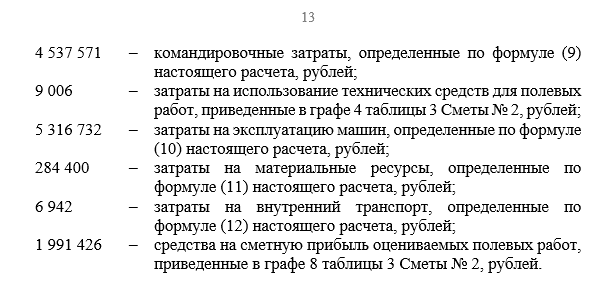 13
4 537 571 – командировочные затраты, определенные по формуле (9)
настоящего расчета, рублей;
9 006 – затраты на использование технических средств для полевых
работ, приведенные в графе 4 таблицы 3 Сметы № 2, рублей;
5 316 732 – затраты на эксплуатацию машин, определенные по формуле
(10) настоящего расчета, рублей;
284 400 – затраты на материальные ресурсы, определенные по
формуле (11) настоящего расчета, рублей;
6 942 – затраты на внутренний транспорт, определенные по
формуле (12) настоящего расчета, рублей;
1 991 426 – средства на сметную прибыль оцениваемых полевых работ,
приведенные в графе 8 таблицы 3 Сметы № 2, рублей.